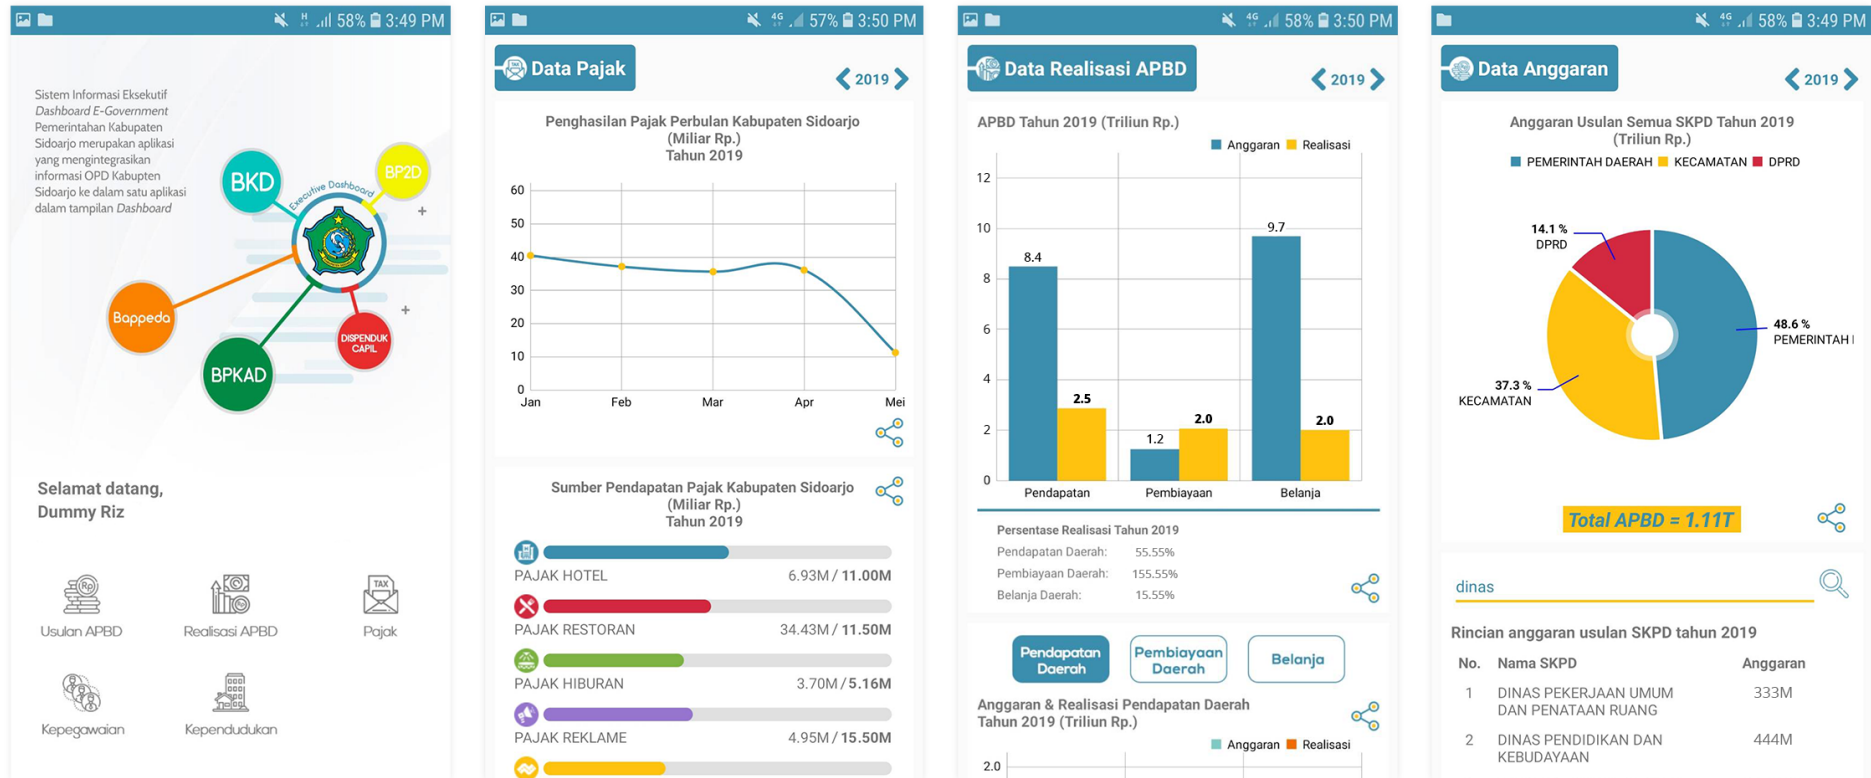 58% 3:49 PM
Sistem Informasi Eksekutif
Dashboard E-Government
Pemerintahan Kabupaten
Sidoarjo merupakan aplikasi
yang mengintegrasikan
informasi OPD Kabupten
Sidoarjo ke dalam satu aplikasi
dalam tampilan Dashboard
BKD
BP2D
Executive Dashboard
Bappeda
BPKAD
DISPENDUK
CAPIL
Selamat datang,
Dummy Riz
Usulan APBD
Realisasi APBD
TAX
Pajak
Kepegawaian
Kependudukan
4G 57% 3:50 PM
Data Pajak
2019
Penghasilan Pajak Perbulan Kabupaten Sidoarjo
(Miliar Rp.)
Tahun 2019
60
50
40
30
20
10
0
Jan Feb Mar Apr Mei
Sumber Pendapatan Pajak Kabupaten Sidoarjo
(Miliar Rp.)
Tahun 2019
PAJAK HOTEL 6.93M / 11.00M
PAJAK RESTORAN 34.43M / 11.50M
PAJAK HIBURAN 3.70M / 5.16M
PAJAK REKLAME 4.95M / 15.50M
4G 58% 3:50 PM
Data Realisasi APBD
2019
APBD Tahun 2019 (Triliun Rp.)
Anggaran Realisasi
12
10
8
6
4
2
0
8.4
2.5
1.2
2.0
9.7
2.0
Pendapatan Pembiayaan Belanja
Persentase Realisasi Tahun 2019
Pendapatan Daerah: 55.55%
Pembiayaan Daerah: 155.55%
Belanja Daerah: 15.55%
Pendapatan
Daerah
Pembiayaan
Daerah
Belanja
Anggaran & Realisasi Pendapatan Daerah
Tahun 2019 (Triliun Rp.)
Anggaran Realisasi
2.0
4G 58% 3:49 PM
Data Anggaran
2019
Anggaran Usulan Semua SKPD Tahun 2019
(Triliun Rp.)
PEMERINTAH DAERAH KECAMATAN DPRD
14.1 %
DPRD
48.6 %
PEMERINTAH
37.3 %
KECAMATAN
Total APBD = 1.11T
dinas
Rincian anggaran usulan SKPD tahun 2019
No. Nama SKPD Anggaran
1 DINAS PEKERJAAN UMUM 333M
DAN PENATAAN RUANG
2 DINAS PENDIDIKAN DAN 444M
KEBUDAYAAN